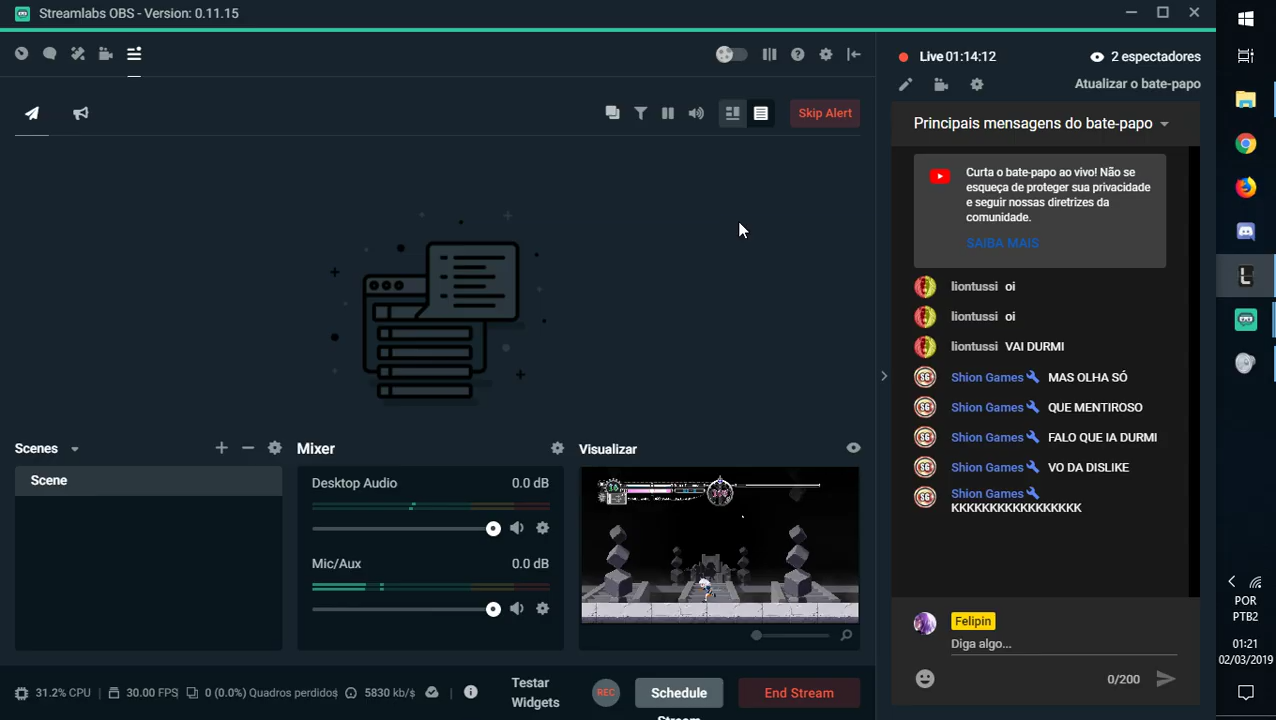 Streamlabs OBS - Version: 0.11.15
Skip Alert
Scenes
Scene
Mixer
Desktop Audio 0.0 dB
Mic/Aux 0.0 dB
Visualizar
31.2% CPU
30.00 FPS
0 (0.0%) Quadros perdidos
5830 kb/s
Testar
Widgets
REC
Schedule
Stream
End Stream
Live 01:14:12
2 espectadores
Atualizar o bate-papo
Principais mensagens do bate-papo
Curta o bate-papo ao vivo! Não se
esqueça de proteger sua privacidade
e seguir nossas diretrizes da
comunidade.
SAIBA MAIS
liontussi oi
liontussi oi
liontussi VAI DURMI
Shion Games MAS OLHA SÓ
Shion Games QUE MENTIROSO
Shion Games FALO QUE IA DURMI
Shion Games VO DA DISLIKE
Shion Games
KKKKKKKKKKKKKKKKK
Felipin
Diga algo...
0/200
POR
PTB2
01:21
02/03/2019